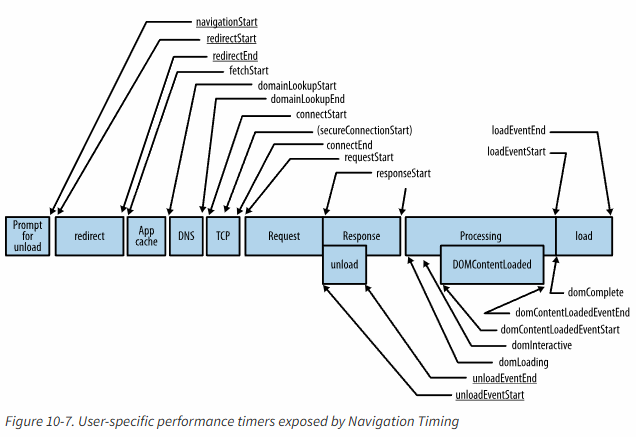 navigationStart
redirectStart
redirectEnd
fetchStart
domainLookupStart
domainLookupEnd
connectStart
(secureConnectionStart)
connectEnd
requestStart
responseStart
loadEventEnd
loadEventStart
Prompt
for
unload
redirect
App
cache
DNS
TCP
Request
Response
Processing
load
unload
DOMContentLoaded
domComplete
domContentLoadedEventEnd
domContentLoadedEventStart
domInteractive
domLoading
unloadEventEnd
unloadEventStart
Figure 10-7. User-specific performance timers exposed by Navigation Timing